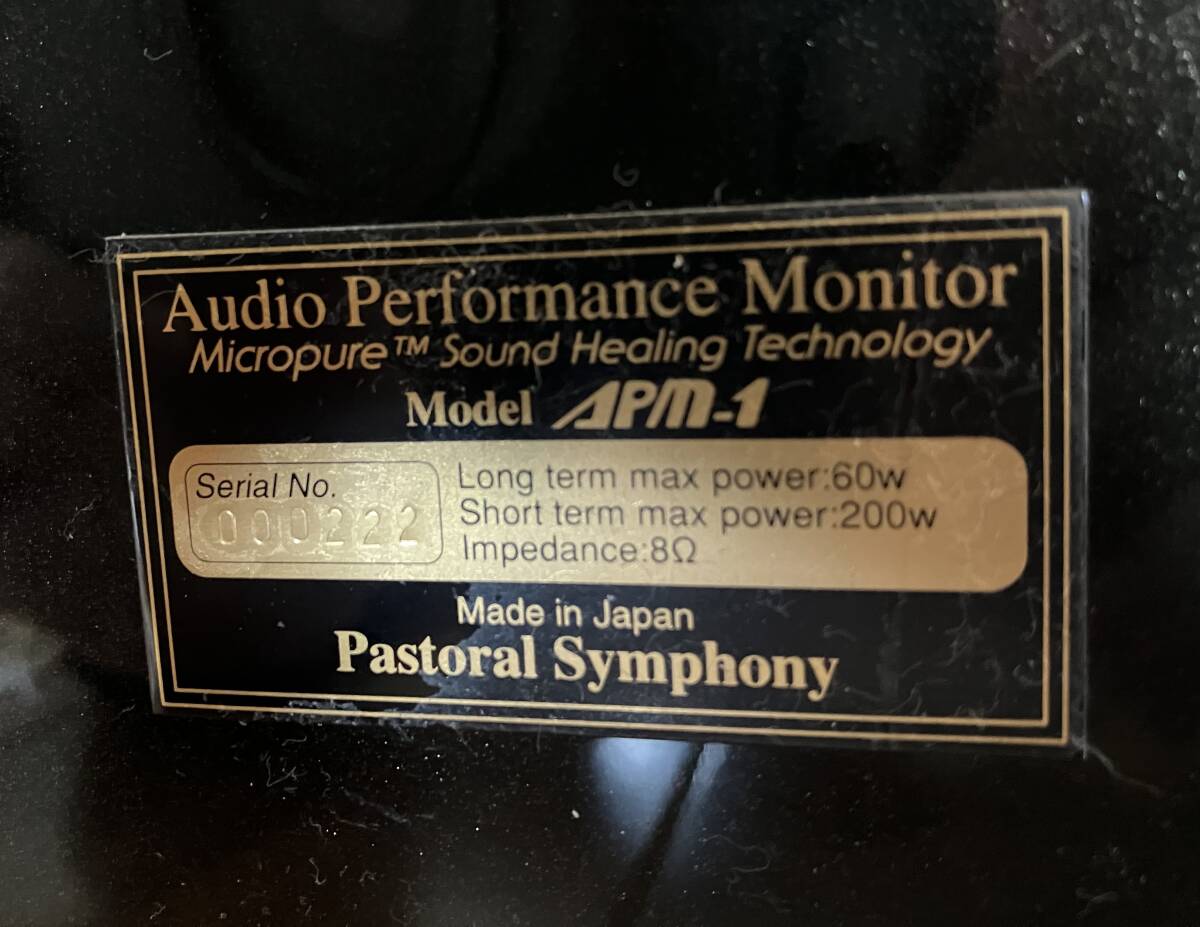 Audio Performance Monitor
Micropure™ Sound Healing Technology
Model APM-1
Serial No.
000222
Long term max power:60w
Short term max power:200w
Impedance:8Ω
Made in Japan
Pastoral Symphony